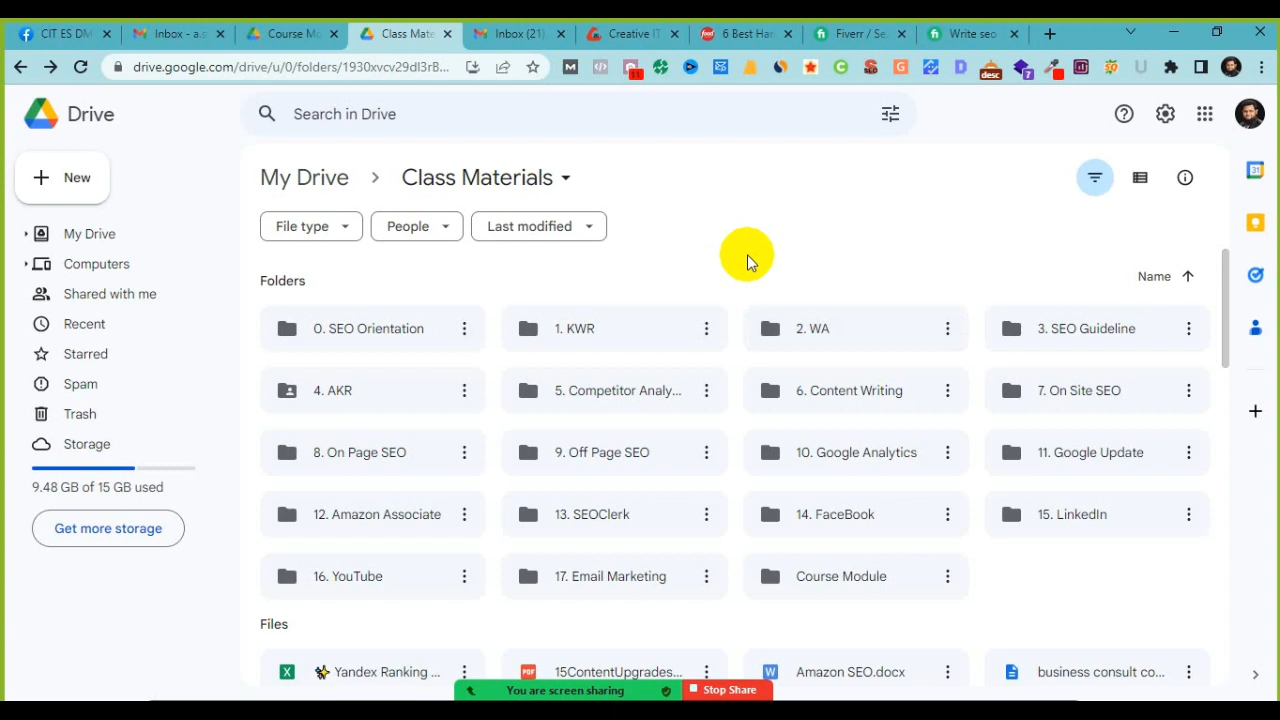 CIT ES DM
Inbox - a.s
Course Mo
Class Mate
Inbox (21)
Creative IT
6 Best Har
Fiverr / Se
Write seo
drive.google.com/drive/u/0/folders/1930xvcv29dI3rB...
11
desc
7
Drive
Search in Drive
New
My Drive
Computers
Shared with me
Recent
Starred
Spam
Trash
Storage
9.48 GB of 15 GB used
Get more storage
My Drive > Class Materials
File type
People
Last modified
Folders
Name
0. SEO Orientation
1. KWR
2. WA
3. SEO Guideline
4. AKR
5. Competitor Analy...
6. Content Writing
7. On Site SEO
8. On Page SEO
9. Off Page SEO
10. Google Analytics
11. Google Update
12. Amazon Associate
13. SEOClerk
14. FaceBook
15. LinkedIn
16. YouTube
17. Email Marketing
Course Module
Files
Yandex Ranking ...
15ContentUpgrades...
Amazon SEO.docx
business consult co...
You are screen sharing
Stop Share
31